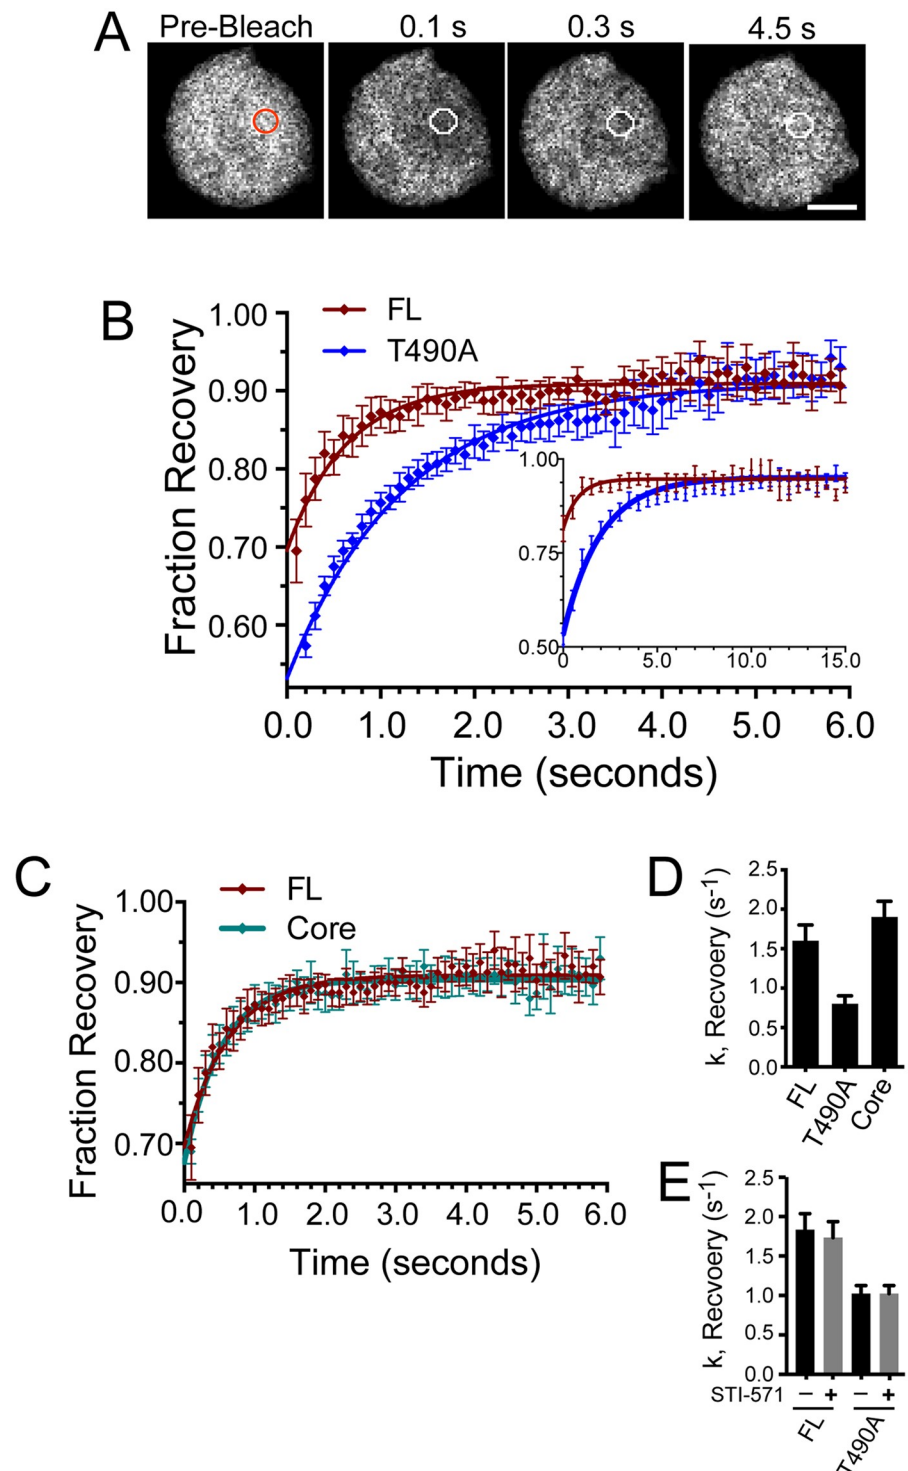 A
Pre-Bleach 0.1 s 0.3 s 4.5 s
B
FL
T490A
Fraction Recovery
1.00
0.90
0.80
0.70
0.60
0.0 1.0 2.0 3.0 4.0 5.0 6.0
Time (seconds)
1.00
0.75
0.50
0 5.0 10.0 15.0
C
FL
Core
Fraction Recovery
1.00
0.90
0.80
0.70
0.0 1.0 2.0 3.0 4.0 5.0 6.0
Time (seconds)
D
k, Recvoery (s-1)
2.5
2.0
1.5
1.0
0.5
0.0
FL T490A Core
E
k, Recvoery (s-1)
2.5
2.0
1.5
1.0
0.5
0.0
STI-571 – + – +
FL T490A